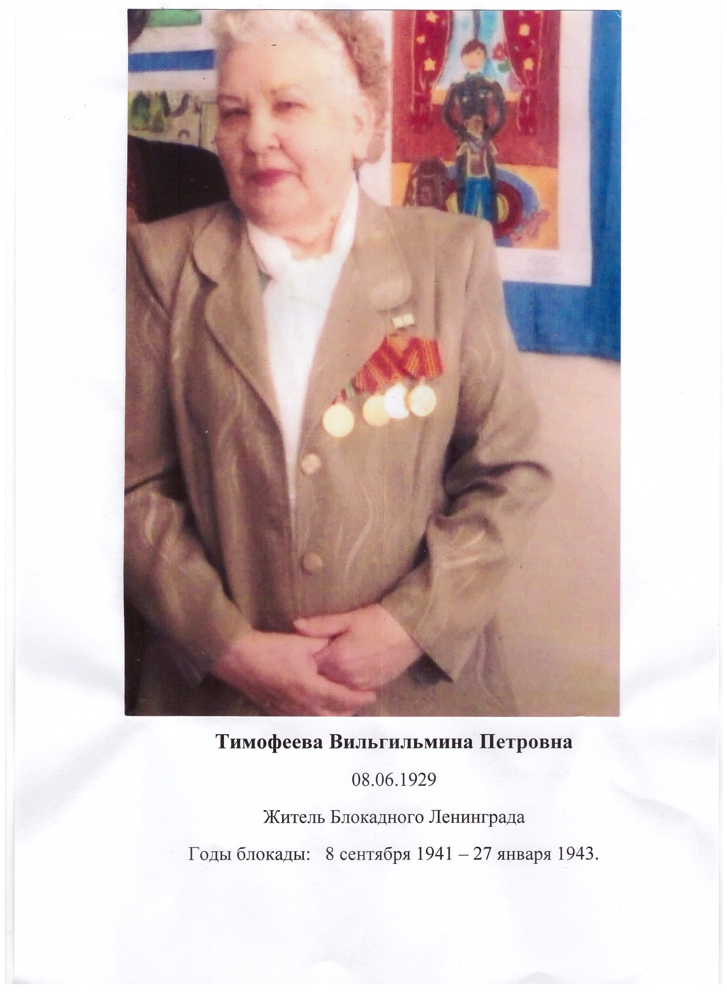 Тимофеева Вильгильмина Петровна
08.06.1929
Житель Блокадного Ленинграда
Годы блокады: 8 сентября 1941 – 27 января 1943.